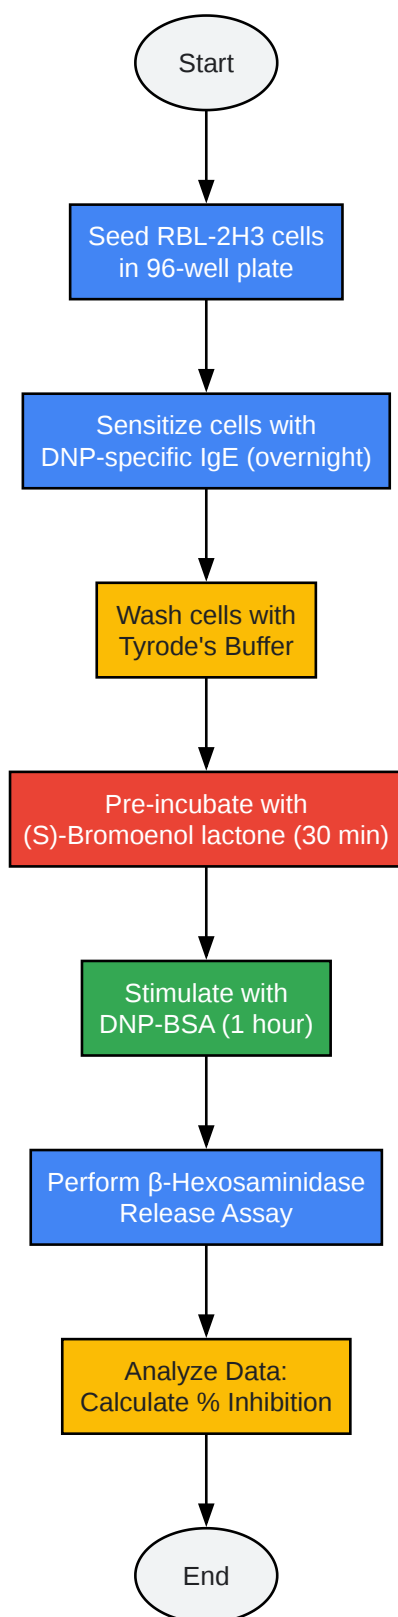 Start
Seed RBL-2H3 cells
in 96-well plate
Sensitize cells with
DNP-specific IgE (overnight)
Wash cells with
Tyrode's Buffer
Pre-incubate with
(S)-Bromoenol lactone (30 min)
Stimulate with
DNP-BSA (1 hour)
Perform β-Hexosaminidase
Release Assay
Analyze Data:
Calculate % Inhibition
End